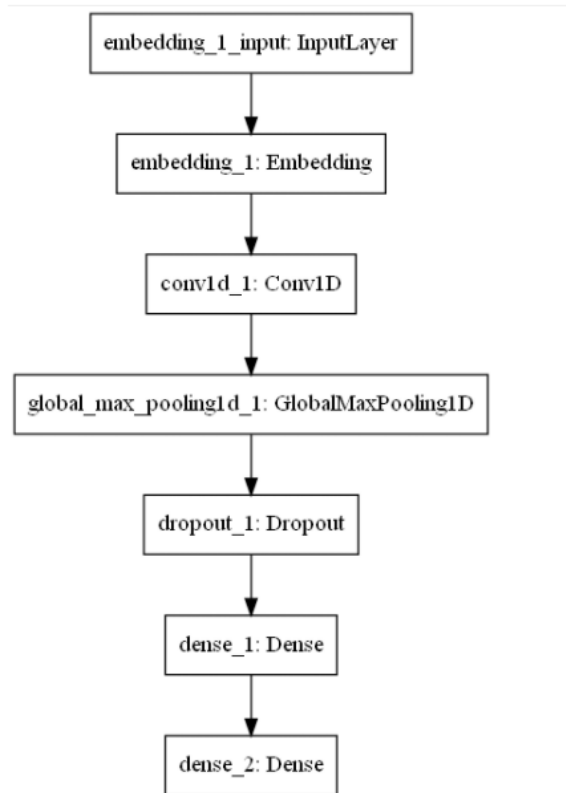 embedding_1_input: InputLayer
embedding_1: Embedding
conv1d_1: Conv1D
global_max_pooling1d_1: GlobalMaxPooling1D
dropout_1: Dropout
dense_1: Dense
dense_2: Dense